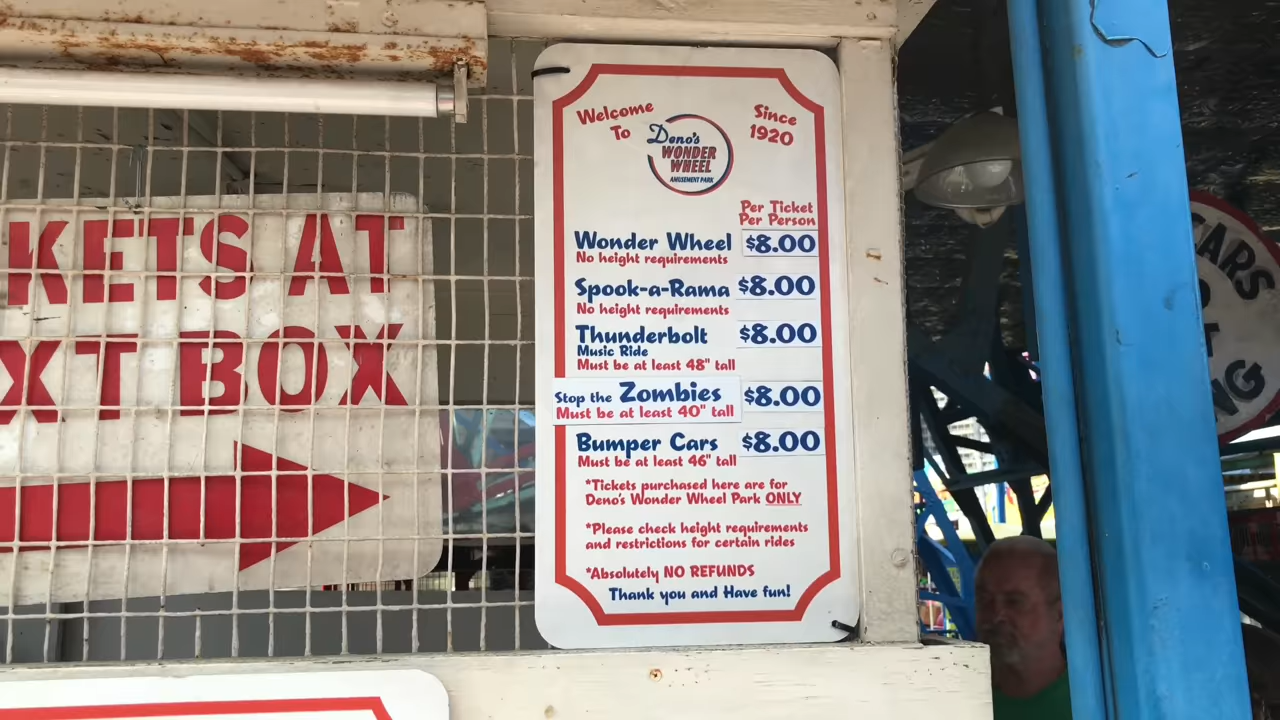 KETS AT
XT BOX
Welcome
To
Deno's
WONDER
WHEEL
AMUSEMENT PARK
Since
1920
Per Ticket
Per Person
Wonder Wheel $8.00
No height requirements
Spook-a-Rama $8.00
No height requirements
Thunderbolt $8.00
Music Ride
Must be at least 48" tall
Stop the Zombies $8.00
Must be at least 40" tall
Bumper Cars $8.00
Must be at least 46" tall
*Tickets purchased here are for
Deno's Wonder Wheel Park ONLY
*Please check height requirements
and restrictions for certain rides
*Absolutely NO REFUNDS
Thank you and Have fun!
CARS
NG